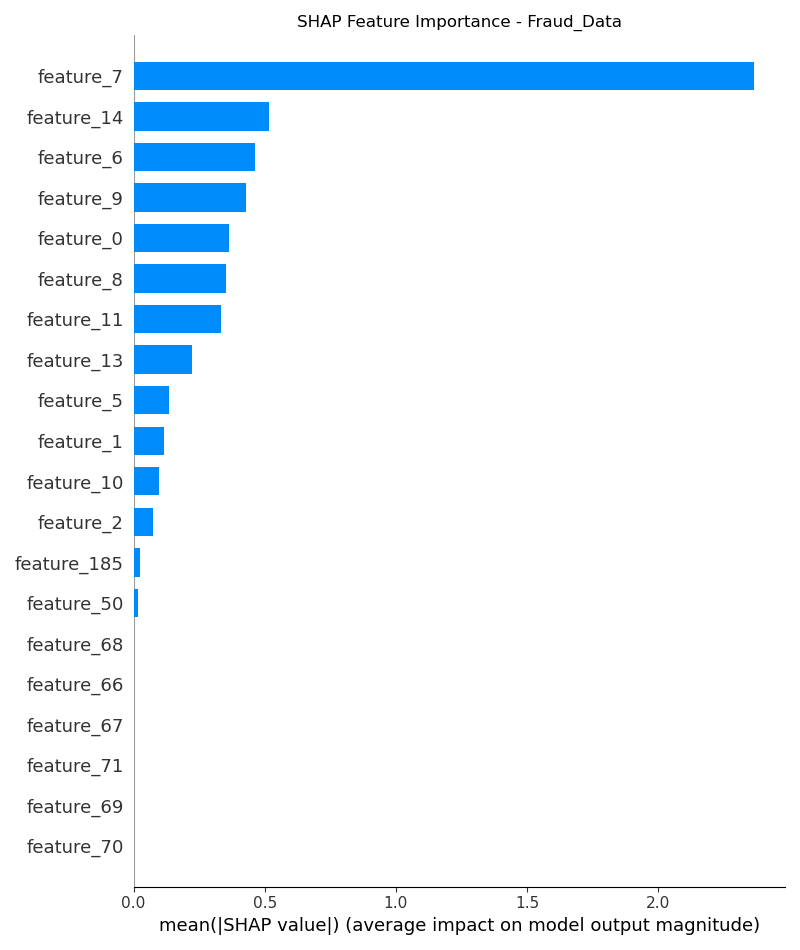 SHAP Feature Importance - Fraud_Data
feature_7
feature_14
feature_6
feature_9
feature_0
feature_8
feature_11
feature_13
feature_5
feature_1
feature_10
feature_2
feature_185
feature_50
feature_68
feature_66
feature_67
feature_71
feature_69
feature_70
0.0 0.5 1.0 1.5 2.0
mean(|SHAP value|) (average impact on model output magnitude)